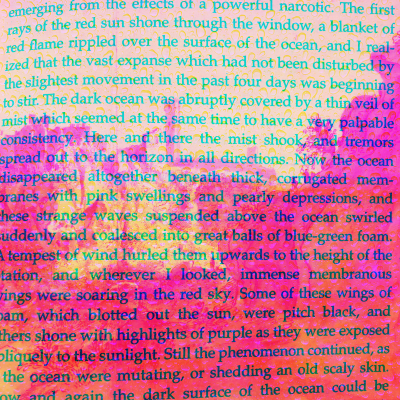 emerging from the effects of a powerful narcotic. The first
rays of the red sun shone through the window, a blanket of
red flame rippled over the surface of the ocean, and I real-
ized that the vast expanse which had not been disturbed by
the slightest movement in the past four days was beginning
to stir. The dark ocean was abruptly covered by a thin veil of
mist which seemed at the same time to have a very palpable
consistency. Here and there the mist shook, and tremors
spread out to the horizon in all directions. Now the ocean
disappeared altogether beneath thick, corrugated mem-
branes with pink swellings and pearly depressions, and
these strange waves suspended above the ocean swirled
suddenly and coalesced into great balls of blue-green foam.
A tempest of wind hurled them upwards to the height of the
tation, and wherever I looked, immense membranous
wings were soaring in the red sky. Some of these wings of
oam, which blotted out the sun, were pitch black, and
thers shone with highlights of purple as they were exposed
bliquely to the sunlight. Still the phenomenon continued, as
the ocean were mutating, or shedding an old scaly skin.
ow and again the dark surface of the ocean could be